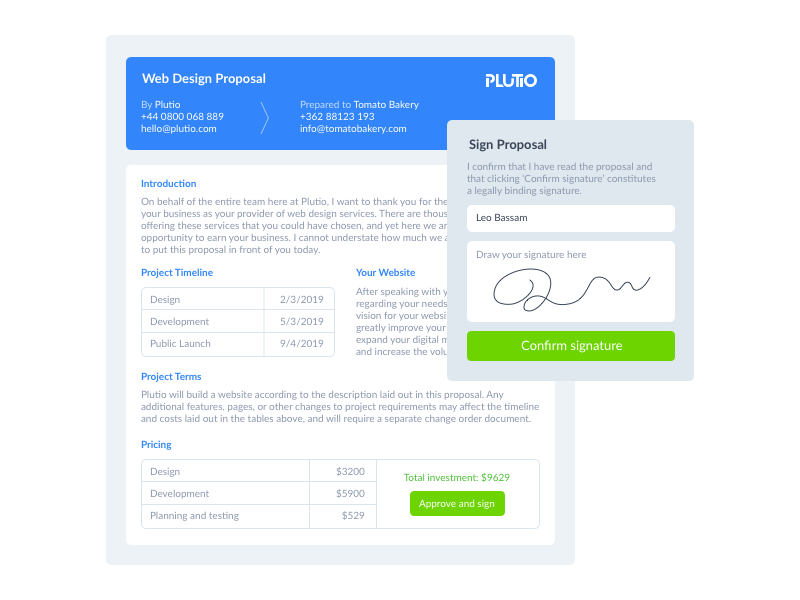 Web Design Proposal
PLUTIO
By Plutio
+44 0800 068 889
hello@plutio.com
Prepared to Tomato Bakery
+362 88123 193
info@tomatobakery.com
Introduction
On behalf of the entire team here at Plutio, I want to thank you for the
your business as your provider of web design services. There are thous
offering these services that you could have chosen, and yet here we ar
opportunity to earn your business. I cannot understate how much we a
to put this proposal in front of you today.
Project Timeline
Design 2/3/2019
Development 5/3/2019
Public Launch 9/4/2019
Your Website
After speaking with y
regarding your needs
vision for your websi
greatly improve your
expand your digital m
and increase the volu
Project Terms
Plutio will build a website according to the description laid out in this proposal. Any
additional features, pages, or other changes to project requirements may affect the timeline
and costs laid out in the tables above, and will require a separate change order document.
Pricing
Design $3200
Development $5900
Planning and testing $529
Total investment: $9629
Approve and sign
Sign Proposal
I confirm that I have read the proposal and
that clicking ‘Confirm signature’ constitutes
a legally binding signature.
Leo Bassam
Draw your signature here
Confirm signature